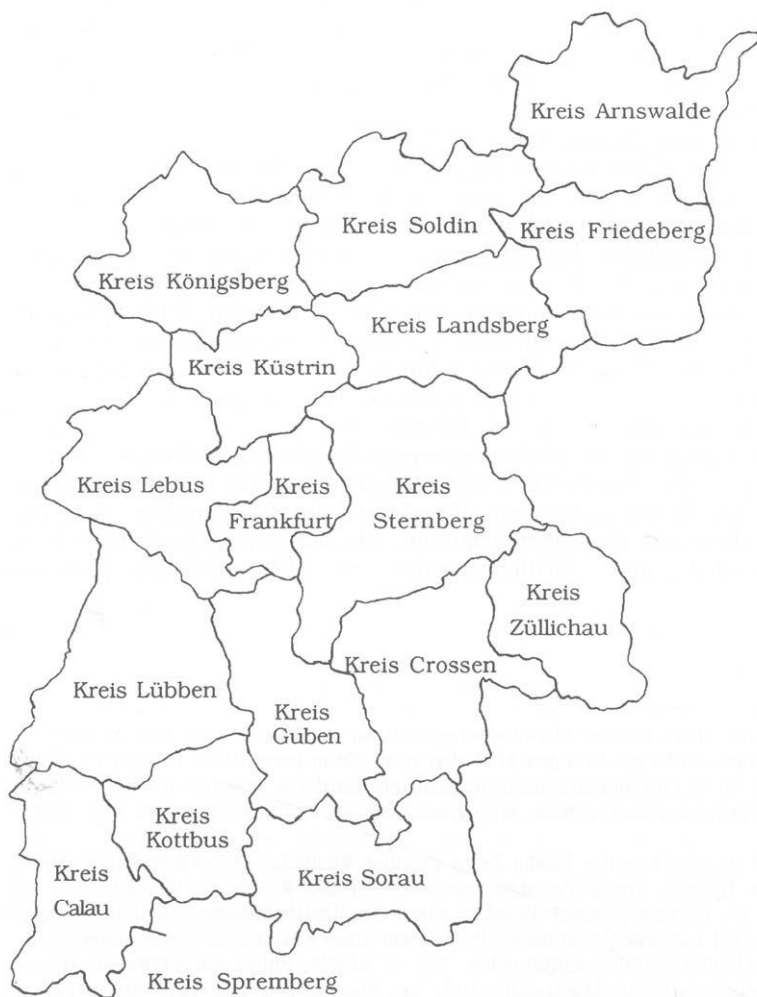 Kreis Arnswalde
Kreis Soldin
Kreis Friedeberg
Kreis Königsberg
Kreis Landsberg
Kreis Küstrin
Kreis Lebus
Kreis
Frankfurt
Kreis
Sternberg
Kreis
Züllichau
Kreis Crossen
Kreis Lübben
Kreis
Guben
Kreis
Kottbus
Kreis Sorau
Kreis
Calau
Kreis Spremberg